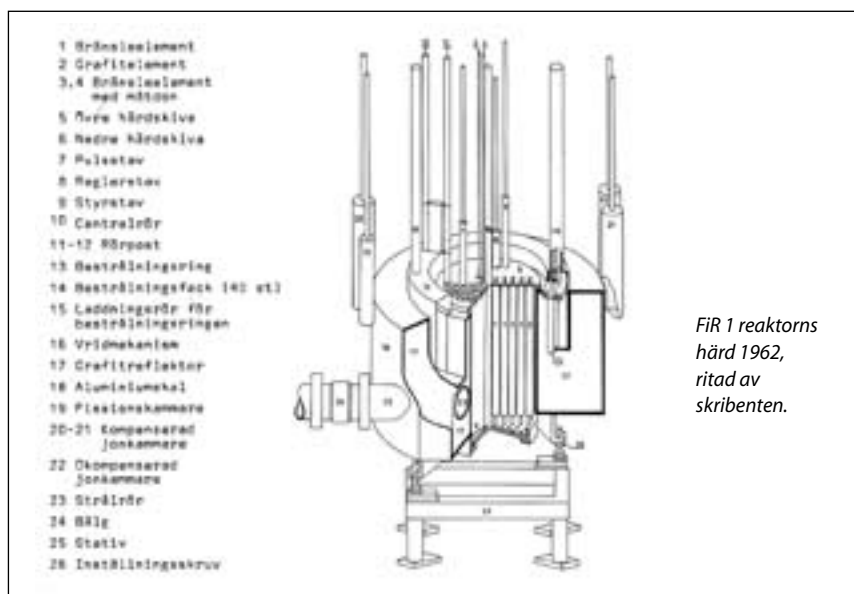 1 Bränsleelement
2 Grafitelement
3,4 Bränsleelement
med mätdon
5 Övre härdskiva
6 Nedre härdskiva
7 Pulsstav
8 Reglerstav
9 Styrstav
10 Centralrör
11-12 Rörpost
13 Bestrålningsring
14 Bestrålningsfack (40 st)
15 Laddningsrör för
bestrålningsringen
16 Vridmekanism
17 Grafitreflektor
18 Aluminiumskal
19 Fissionskammare
20-21 Kompenserad
jonkammare
22 Okompenserad
jonkammare
23 Strålrör
24 Bälg
25 Stativ
26 Inställningsskruv
FiR 1 reaktorns
härd 1962,
ritad av
skribenten.